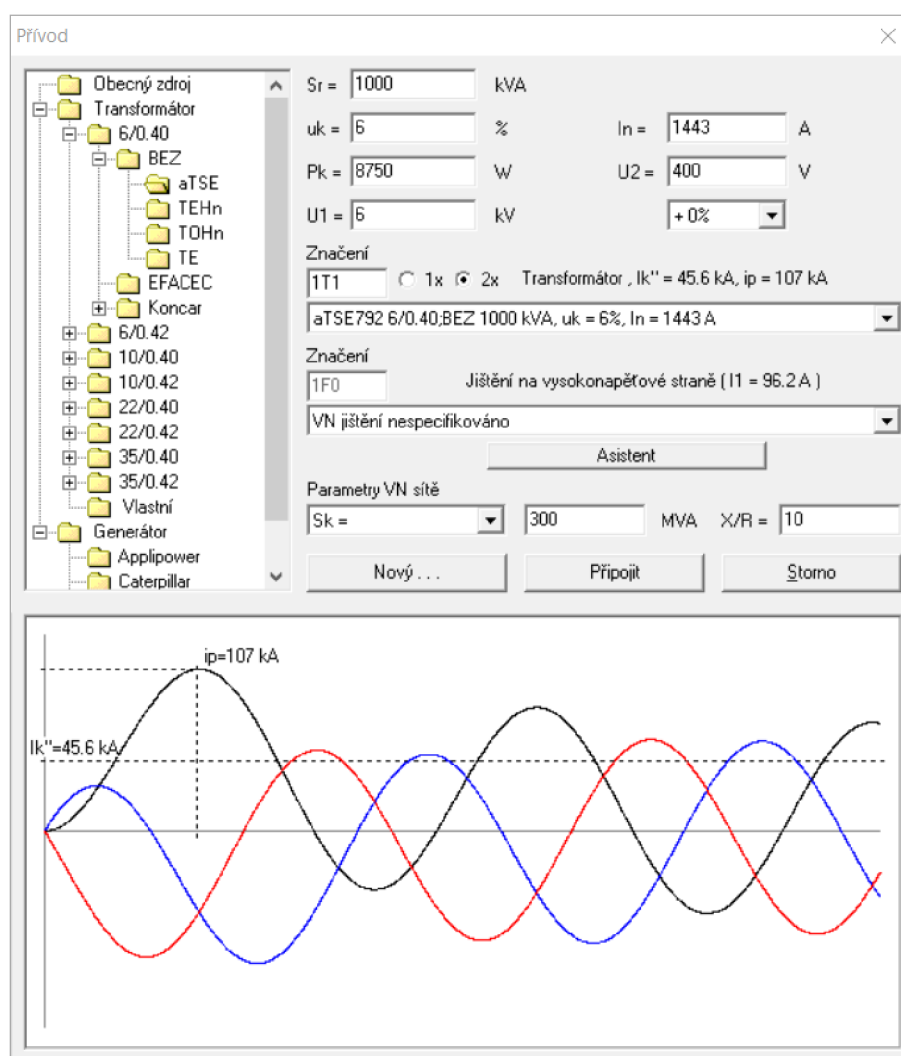 Přívod
Obecný zdroj
Transformátor
6/0.40
BEZ
aTSE
TEHn
TOHn
TE
EFACEC
Koncar
6/0.42
10/0.40
10/0.42
22/0.40
22/0.42
35/0.40
35/0.42
Vlastní
Generátor
Applipower
Caterpillar
Sr = 1000 kVA
uk = 6 % In = 1443 A
Pk = 8750 W U2 = 400 V
U1 = 6 kV + 0%
Značení
1T1 1x 2x Transformátor , Ik'' = 45.6 kA, ip = 107 kA
aTSE792 6/0.40;BEZ 1000 kVA, uk = 6%, In = 1443 A
Značení
1F0 Jištění na vysokonapěťové straně ( I1 = 96.2 A )
VN jištění nespecifikováno
Asistent
Parametry VN sítě
Sk = 300 MVA X/R = 10
Nový . . . Připojit Storno
ip=107 kA
Ik''=45.6 kA